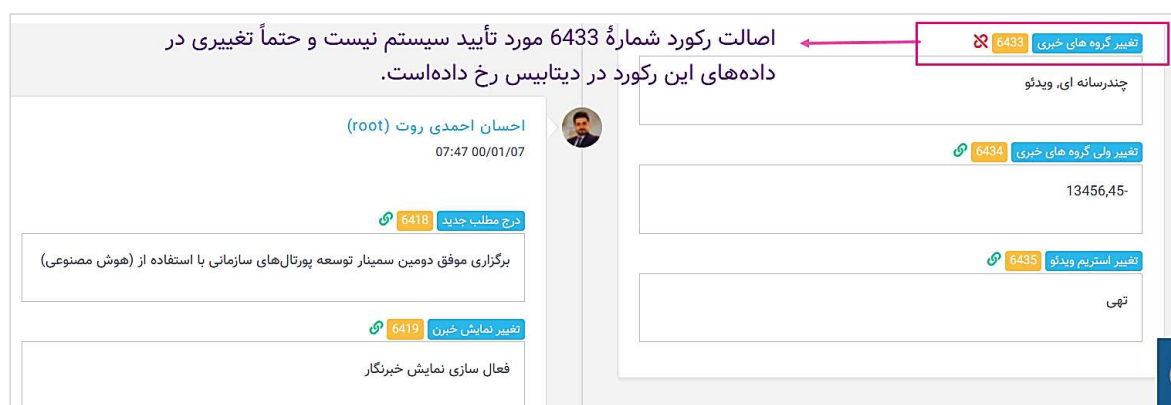 اصالت رکورد شمارهٔ 6433 مورد تأیید سیستم نیست و حتماً تغییری در
داده‌های این رکورد در دیتابیس رخ داده‌است.
تغییر گروه های خبری 6433
چندرسانه ای, ویدئو
تغییر ولی گروه های خبری 6434
13456,45-
تغییر استریم ویدئو 6435
تهی
احسان احمدی روت (root)
07:47 00/01/07
درج مطلب جدید 6418
برگزاری موفق دومین سمینار توسعه پورتال‌های سازمانی با استفاده از (هوش مصنوعی)
تغییر نمایش خبرن 6419
فعال سازی نمایش خبرنگار